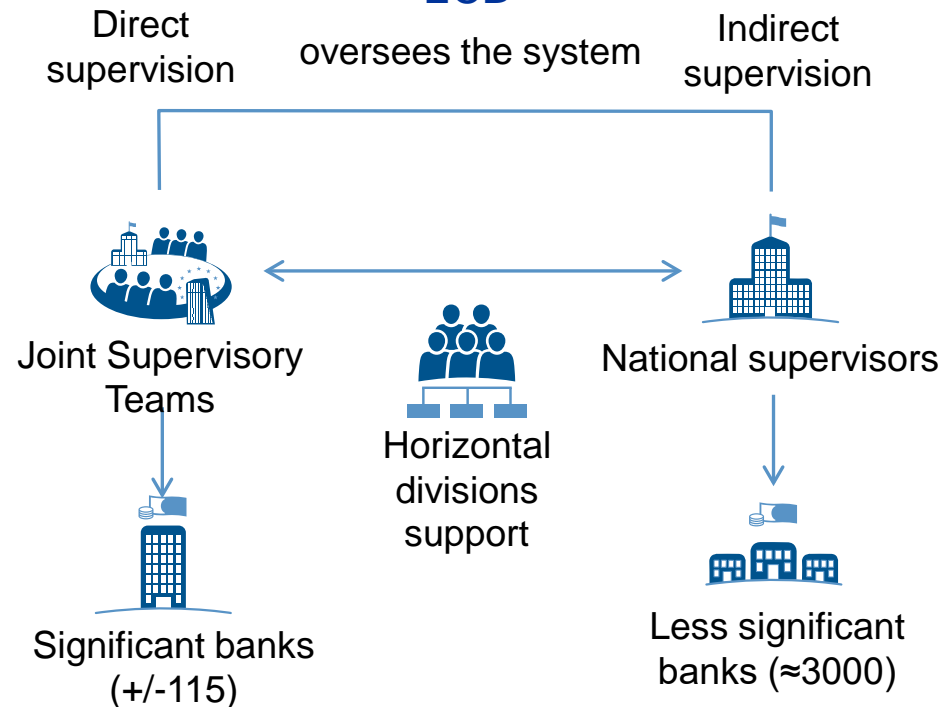 Direct
supervision
oversees the system
Indirect
supervision
Joint Supervisory
Teams
National supervisors
Horizontal
divisions
support
Significant banks
(+/-115)
Less significant
banks (≈3000)